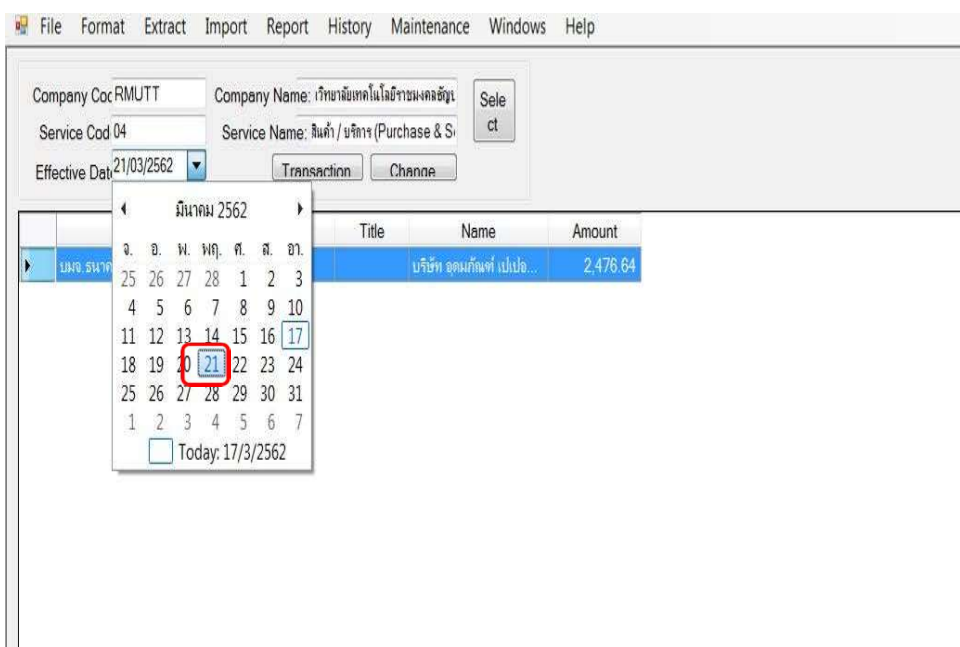 File Format Extract Import Report History Maintenance Windows Help
Company Coc RMUTT Company Name: วิทยาลัยเทคโนโลยีราชมงคลธัญบ Select
Service Cod 04 Service Name: สินค้า / บริการ (Purchase & S
Effective Dat 21/03/2562 Transaction Change
มีนาคม 2562
Title Name Amount
จ. อ. พ. พฤ. ศ. ส. อา.
บมจ.ธนาค บริษัท อุดมภัณฑ์ เปเปอ... 2,476.64
25 26 27 28 1 2 3
4 5 6 7 8 9 10
11 12 13 14 15 16 17
18 19 20 21 22 23 24
25 26 27 28 29 30 31
1 2 3 4 5 6 7
Today: 17/3/2562